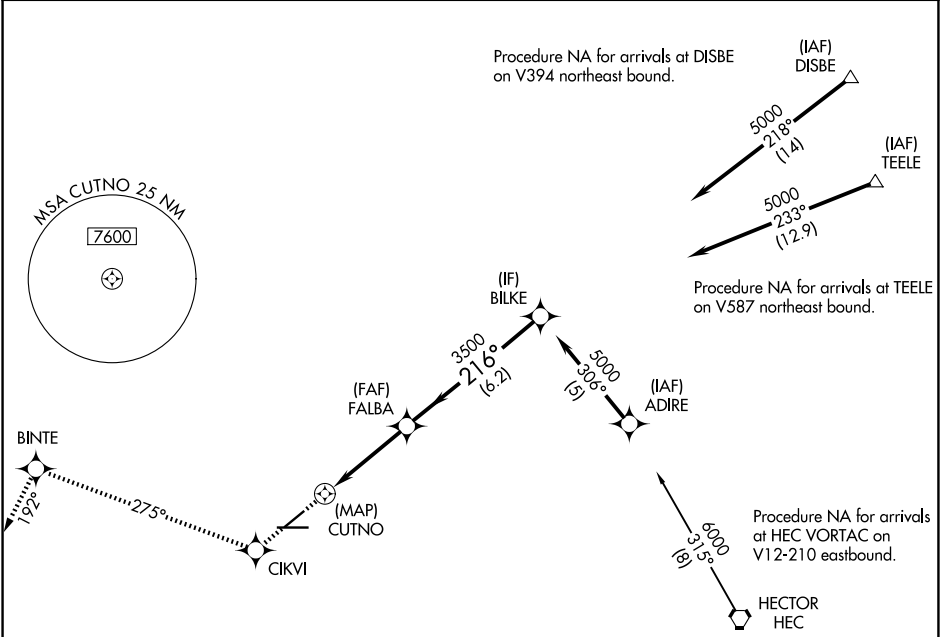 Procedure NA for arrivals at DISBE
on V394 northeast bound.
(IAF)
DISBE
5000
218°
(14)
(IAF)
TEELE
5000
233°
(12.9)
Procedure NA for arrivals at TEELE
on V587 northeast bound.
MSA CUTNO 25 NM
7600
(IF)
BILKE
3500
216°
(6.2)
5000
306°
(5)
(IAF)
ADIRE
(FAF)
FALBA
BINTE
192°
275°
(MAP)
CUTNO
CIKVI
6000
315°
(8)
Procedure NA for arrivals
at HEC VORTAC on
V12-210 eastbound.
HECTOR
HEC